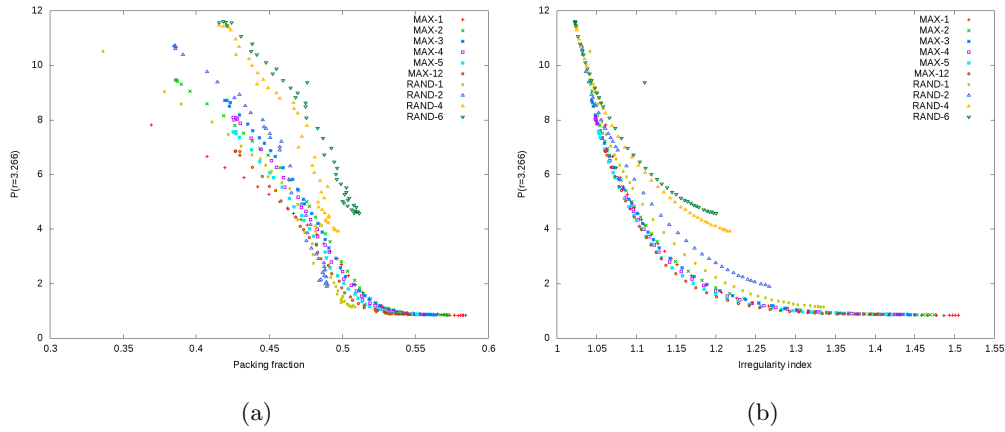 12
10
8
6
4
2
0
P(r=3.266)
0.3
0.35
0.4
0.45
0.5
0.55
0.6
Packing fraction
MAX-1
MAX-2
MAX-3
MAX-4
MAX-5
MAX-12
RAND-1
RAND-2
RAND-4
RAND-6
(a)
12
10
8
6
4
2
0
P(r=3.266)
1
1.05
1.1
1.15
1.2
1.25
1.3
1.35
1.4
1.45
1.5
1.55
Irregularity index
MAX-1
MAX-2
MAX-3
MAX-4
MAX-5
MAX-12
RAND-1
RAND-2
RAND-4
RAND-6
(b)